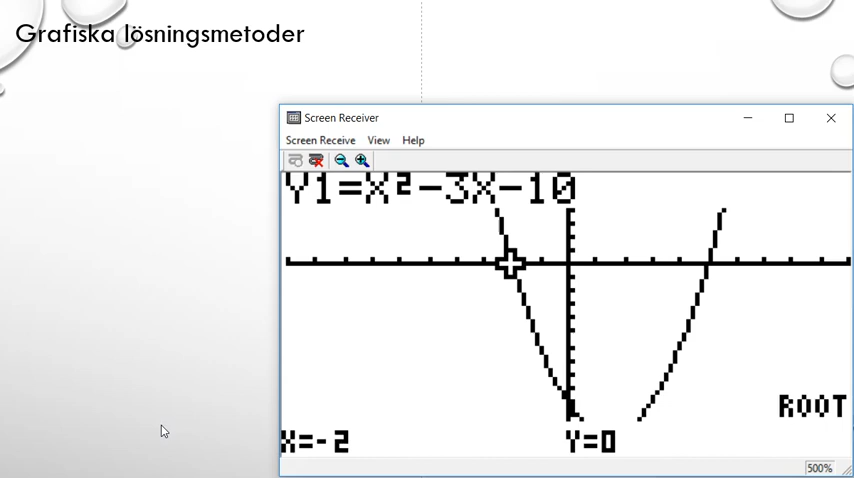 Grafiska lösningsmetoder
Screen Receiver
Screen Receive View Help
Y1=X²-3X-10
ROOT
X=-2 Y=0
500%